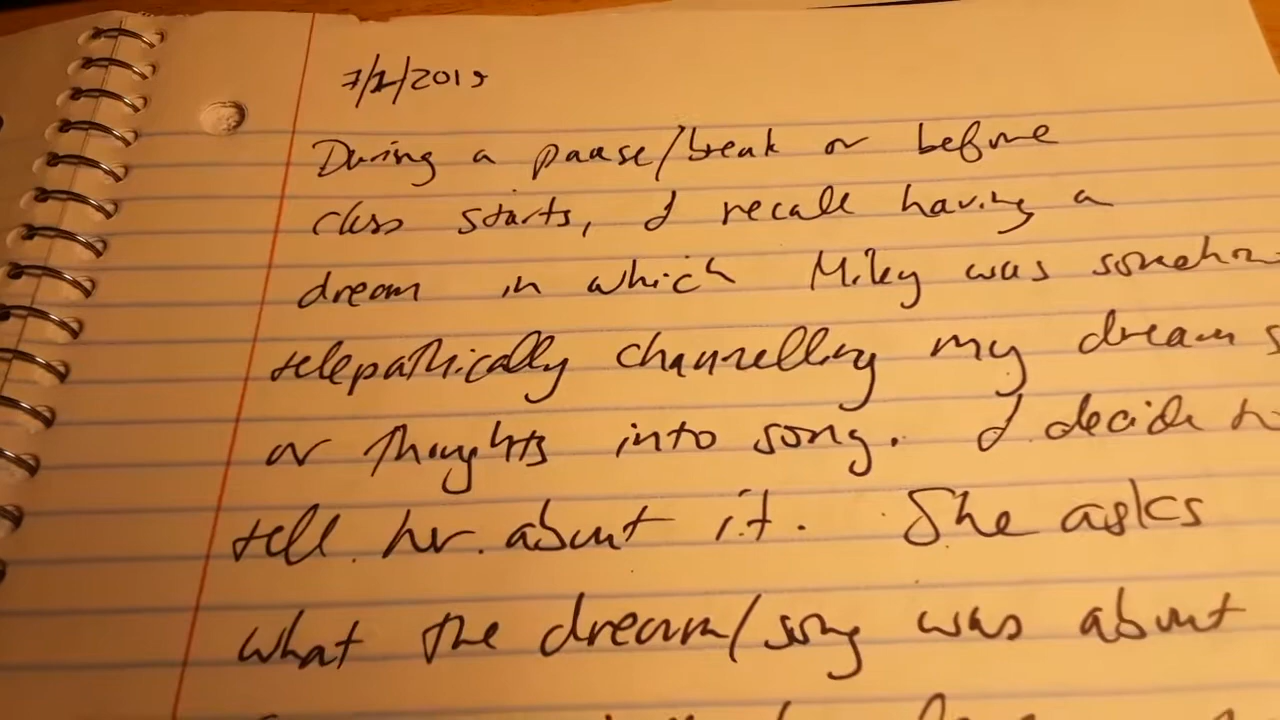 7/2/2015
During a pause/break or before
class starts, I recall having a
dream in which Miley was someho
telepathically channelling my dreams
or thoughts into song. I decide to
tell her about it. She asks
what the dream/song was about